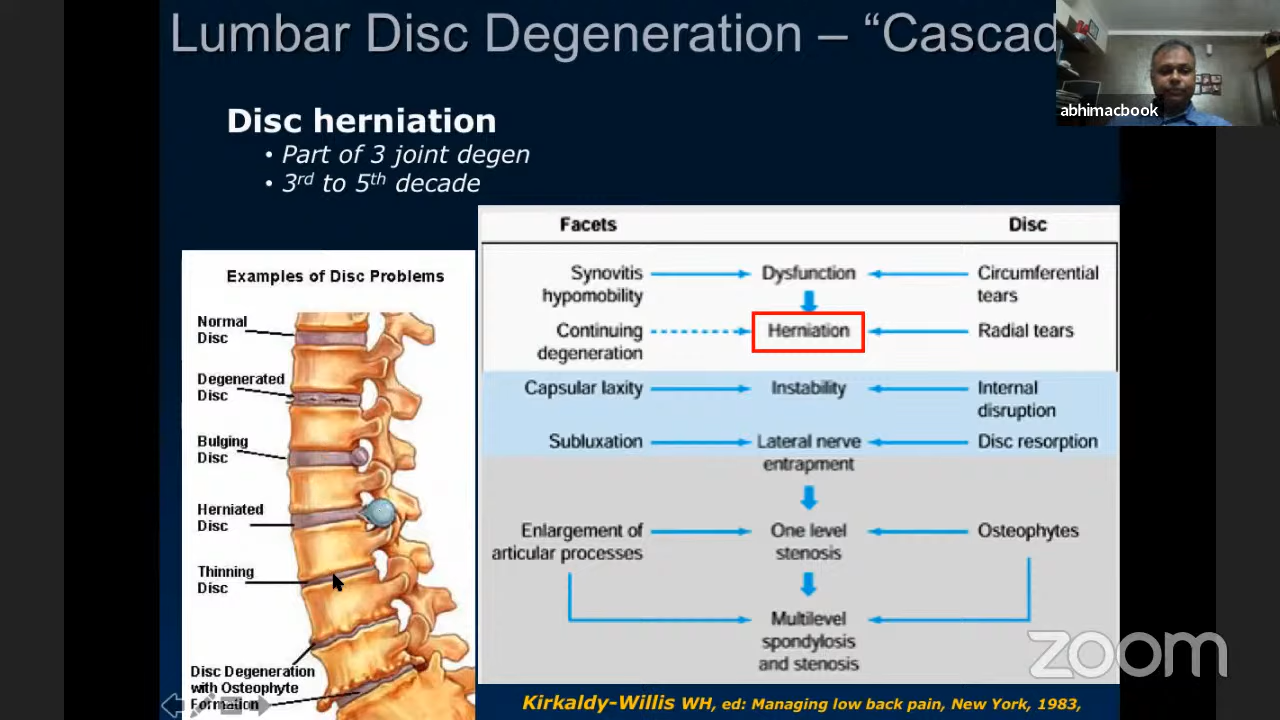 Lumbar Disc Degeneration – “Cascad
abhimacbook
Disc herniation
• Part of 3 joint degen
• 3rd to 5th decade
Examples of Disc Problems
Normal
Disc
Degenerated
Disc
Bulging
Disc
Herniated
Disc
Thinning
Disc
Disc Degeneration
with Osteophyte
Formation
Facets
Disc
Synovitis
hypomobility
Dysfunction
Circumferential
tears
Continuing
degeneration
Herniation
Radial tears
Capsular laxity
Instability
Internal
disruption
Subluxation
Lateral nerve
entrapment
Disc resorption
Enlargement of
articular processes
One level
stenosis
Osteophytes
Multilevel
spondylosis
and stenosis
zoom
Kirkaldy-Willis WH, ed: Managing low back pain, New York, 1983,